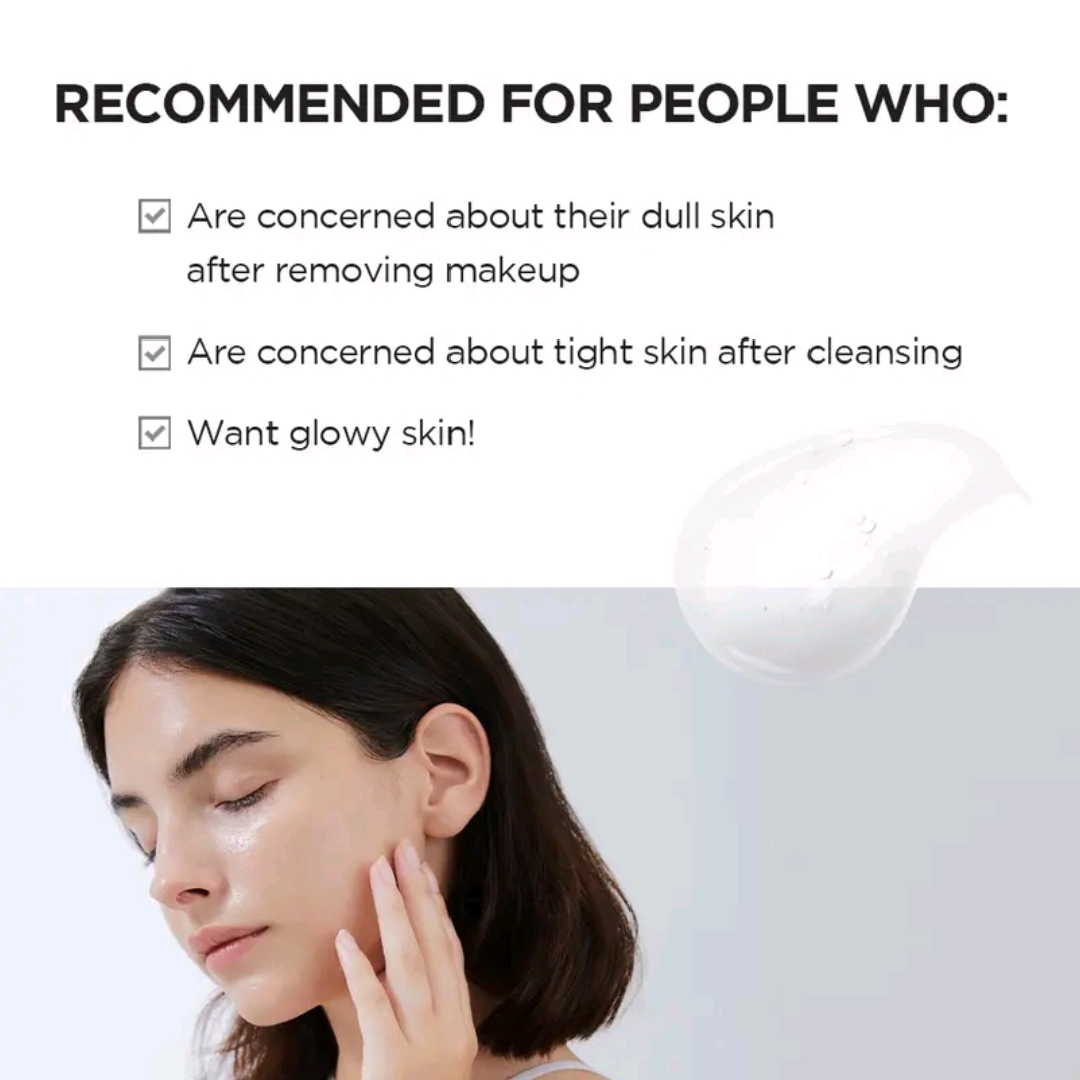 RECOMMENDED FOR PEOPLE WHO:
Are concerned about their dull skin
after removing makeup
Are concerned about tight skin after cleansing
Want glowy skin!